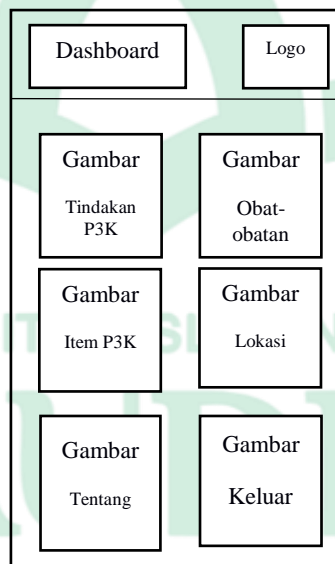 Dashboard
Logo
Gambar
Tindakan
P3K
Gambar
Obat-
obatan
Gambar
Item P3K
Gambar
Lokasi
Gambar
Tentang
Gambar
Keluar